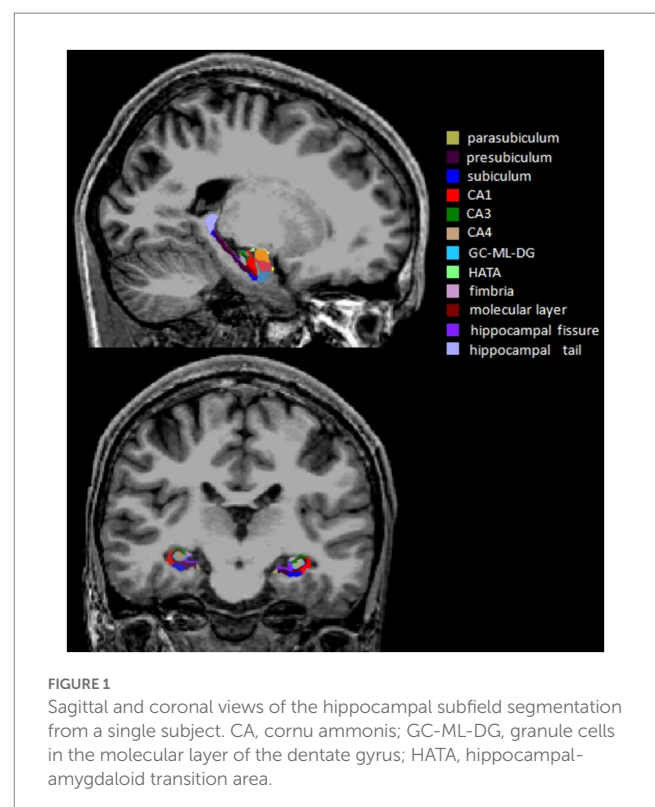 parasubiculum
presubiculum
subiculum
CA1
CA3
CA4
GC-ML-DG
HATA
fimbria
molecular layer
hippocampal fissure
hippocampal tail
FIGURE 1
Sagittal and coronal views of the hippocampal subfield segmentation
from a single subject. CA, cornu ammonis; GC-ML-DG, granule cells
in the molecular layer of the dentate gyrus; HATA, hippocampal-
amygdaloid transition area.